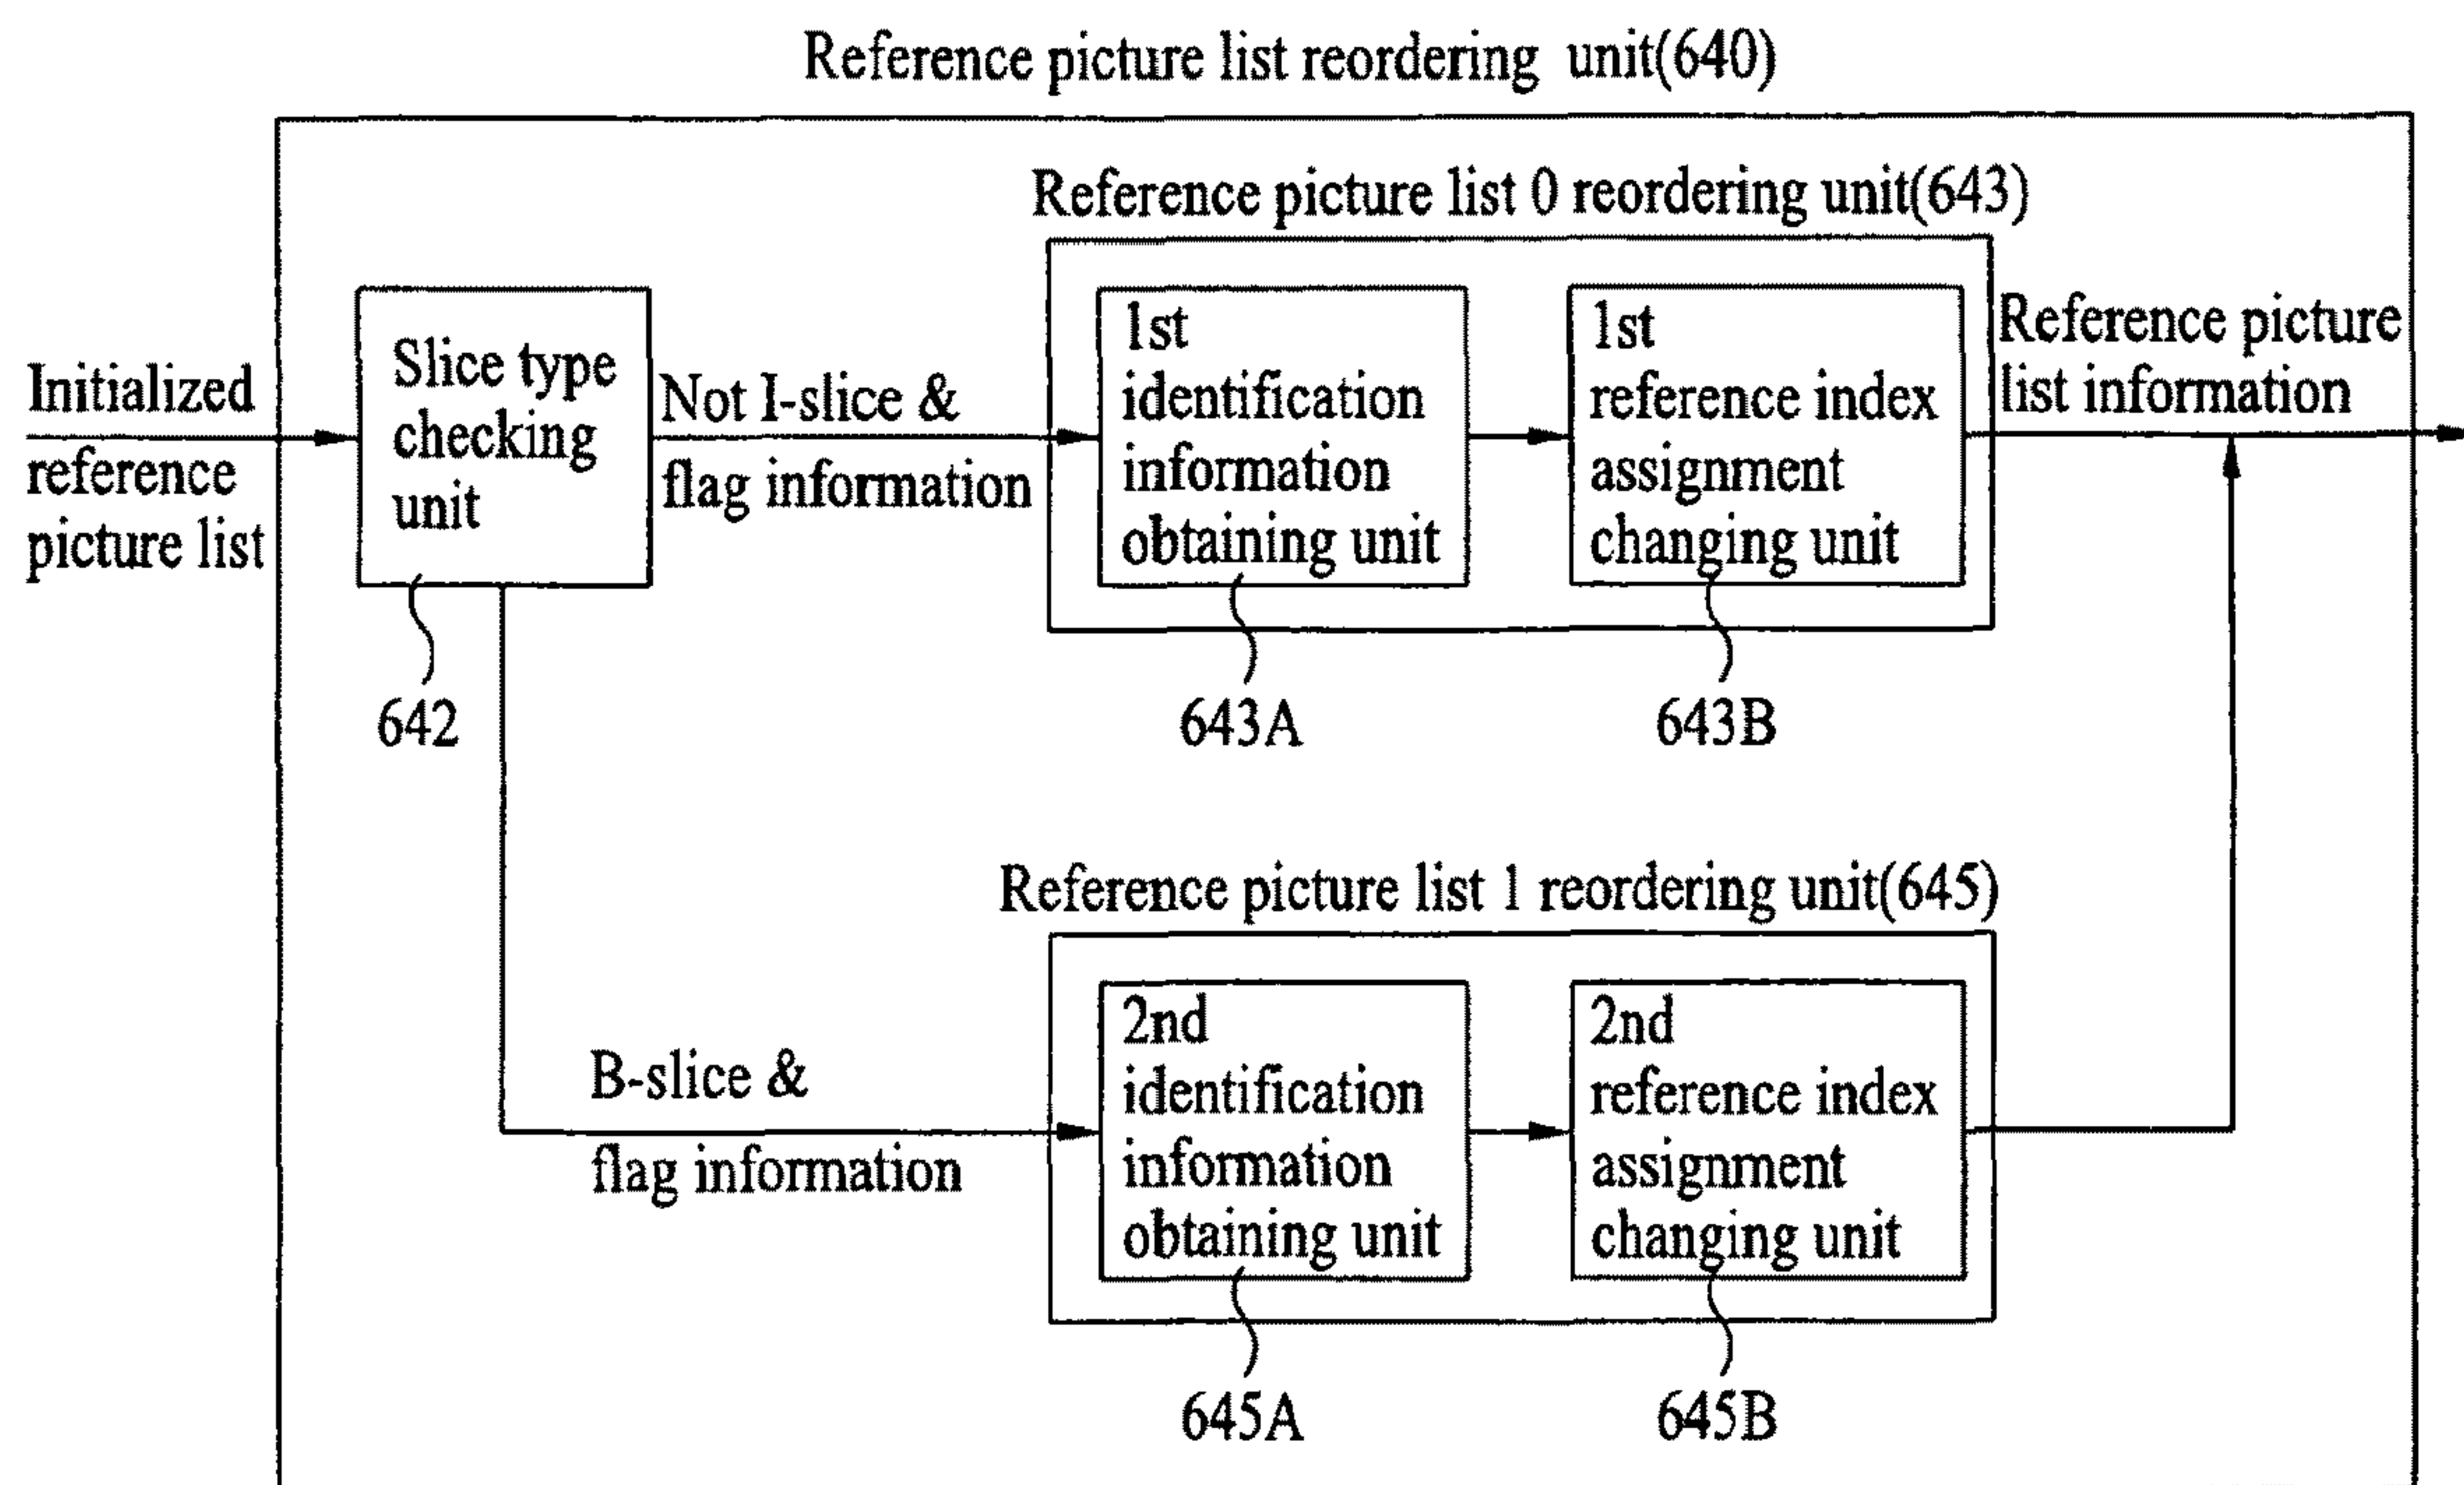 Reference picture list reordering unit(640)
Reference picture list 0 reordering unit(643)
Initialized
reference
picture list
Slice type
checking
unit
642
Not I-slice &
flag information
1st
identification
information
obtaining unit
643A
1st
reference index
assignment
changing unit
643B
Reference picture
list information
Reference picture list 1 reordering unit(645)
B-slice &
flag information
2nd
identification
information
obtaining unit
645A
2nd
reference index
assignment
changing unit
645B